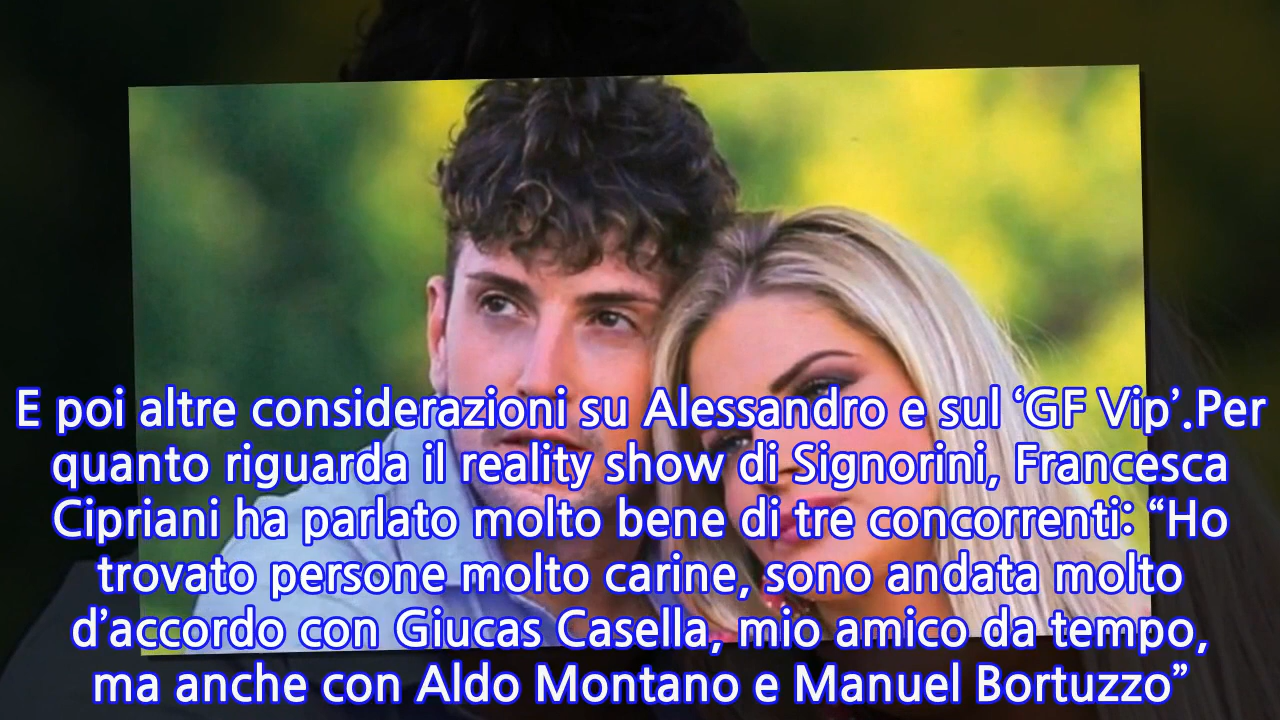 E poi altre considerazioni su Alessandro e sul ‘GF Vip’.Per
quanto riguarda il reality show di Signorini, Francesca
Cipriani ha parlato molto bene di tre concorrenti: “Ho
trovato persone molto carine, sono andata molto
d’accordo con Giucas Casella, mio amico da tempo,
ma anche con Aldo Montano e Manuel Bortuzzo”